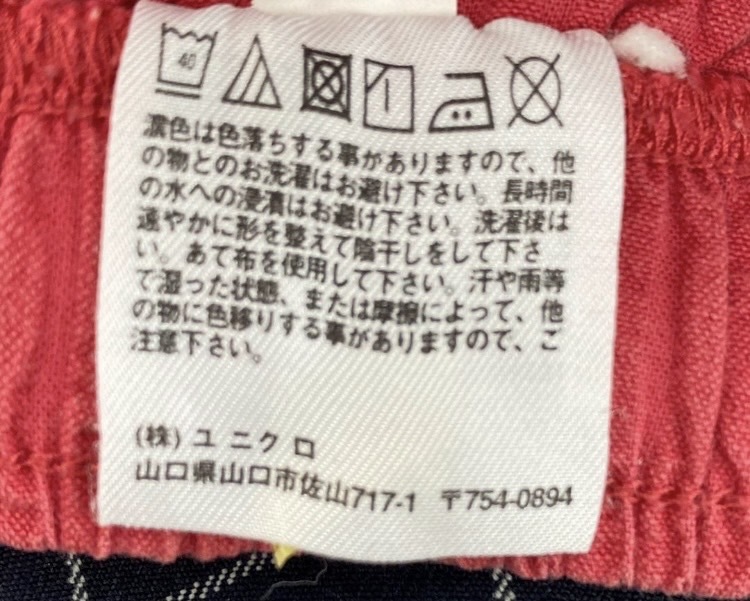 40
濃色は色落ちする事がありますので、他
の物とのお洗濯はお避け下さい。長時間
の水への浸漬はお避け下さい。洗濯後は
速やかに形を整えて陰干しをして下さ
い。あて布を使用して下さい。汗や雨等
で湿った状態、または摩擦によって、他
の物に色移りする事がありますので、ご
注意下さい。
(株) ユニクロ
山口県山口市佐山717-1 〒754-0894